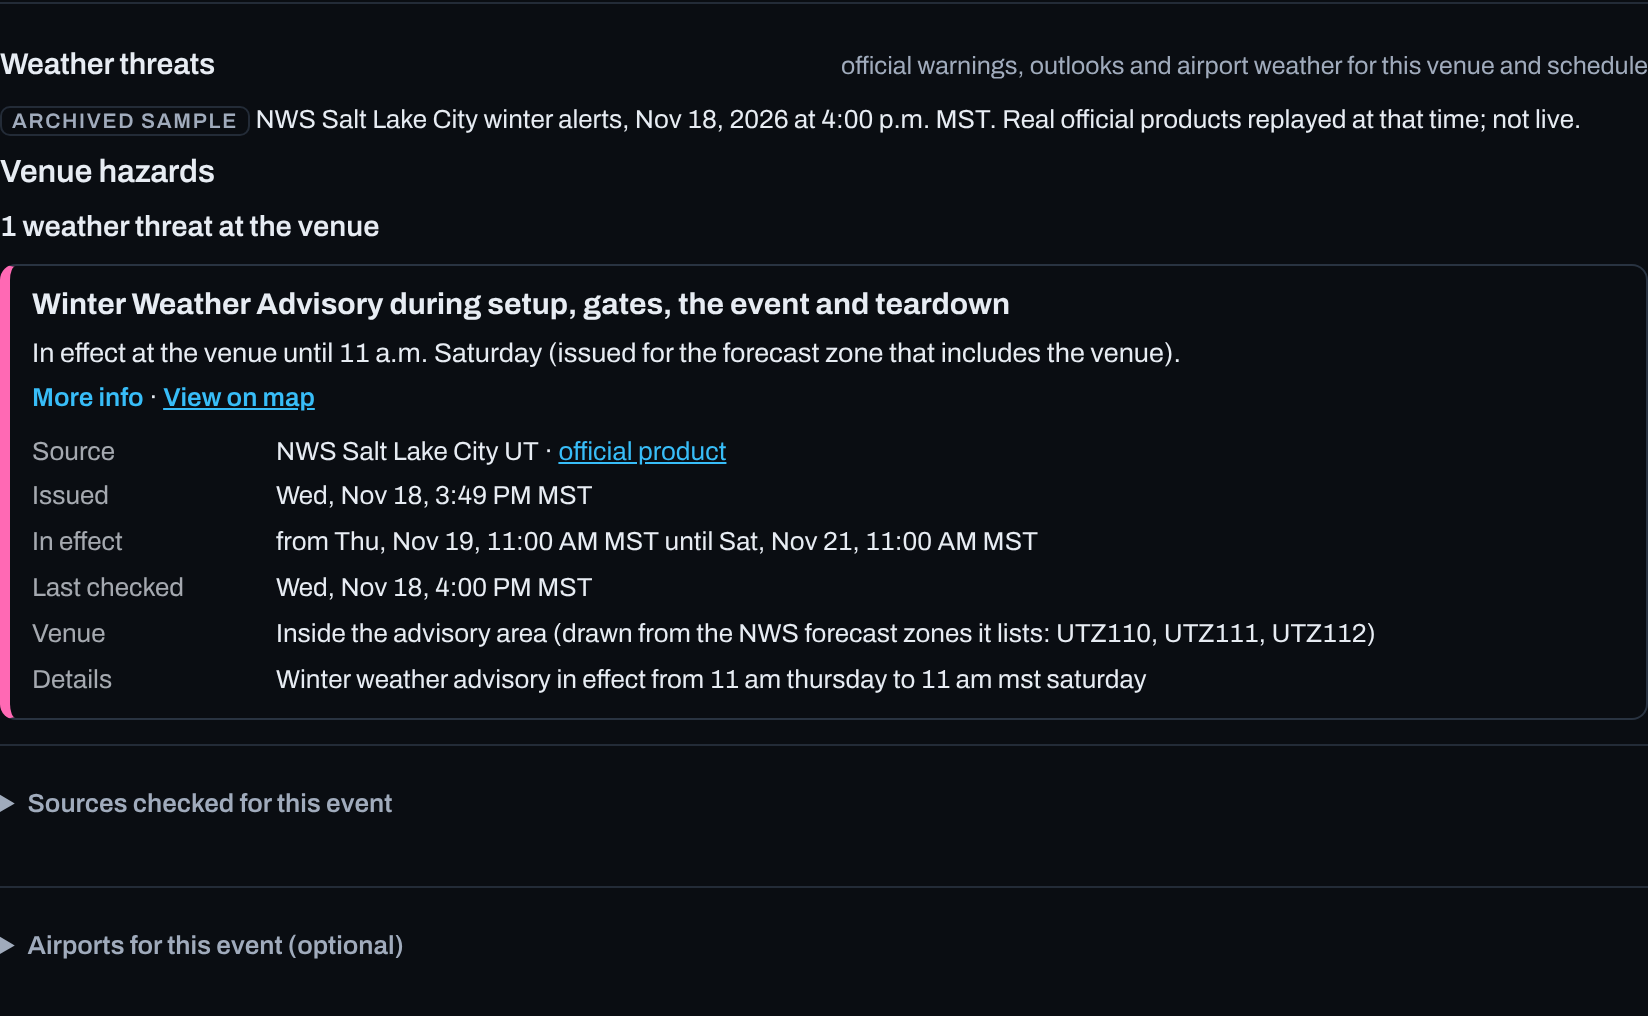 Weather threats
official warnings, outlooks and airport weather for this venue and schedule
ARCHIVED SAMPLE NWS Salt Lake City winter alerts, Nov 18, 2026 at 4:00 p.m. MST. Real official products replayed at that time; not live.
Venue hazards
1 weather threat at the venue
Winter Weather Advisory during setup, gates, the event and teardown
In effect at the venue until 11 a.m. Saturday (issued for the forecast zone that includes the venue).
More info · View on map
Source NWS Salt Lake City UT · official product
Issued Wed, Nov 18, 3:49 PM MST
In effect from Thu, Nov 19, 11:00 AM MST until Sat, Nov 21, 11:00 AM MST
Last checked Wed, Nov 18, 4:00 PM MST
Venue Inside the advisory area (drawn from the NWS forecast zones it lists: UTZ110, UTZ111, UTZ112)
Details Winter weather advisory in effect from 11 am thursday to 11 am mst saturday
Sources checked for this event
Airports for this event (optional)